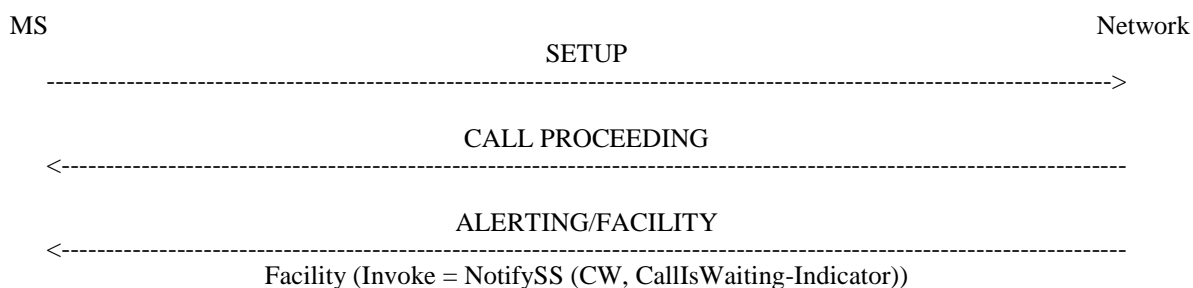 MS Network
SETUP
------------------------------------------------------------------------------------------------------------------------>
CALL PROCEEDING
<------------------------------------------------------------------------------------------------------------------------
ALERTING/FACILITY
<------------------------------------------------------------------------------------------------------------------------
Facility (Invoke = NotifySS (CW, CallIsWaiting-Indicator))